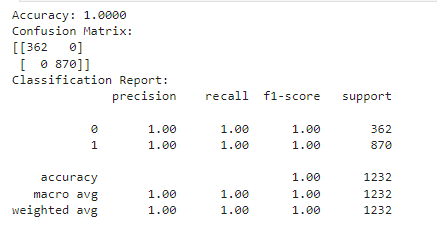 Accuracy: 1.0000
Confusion Matrix:
[[362   0]
 [  0 870]]
Classification Report:
              precision    recall  f1-score   support

           0       1.00      1.00      1.00       362
           1       1.00      1.00      1.00       870

    accuracy                           1.00      1232
   macro avg       1.00      1.00      1.00      1232
weighted avg       1.00      1.00      1.00      1232